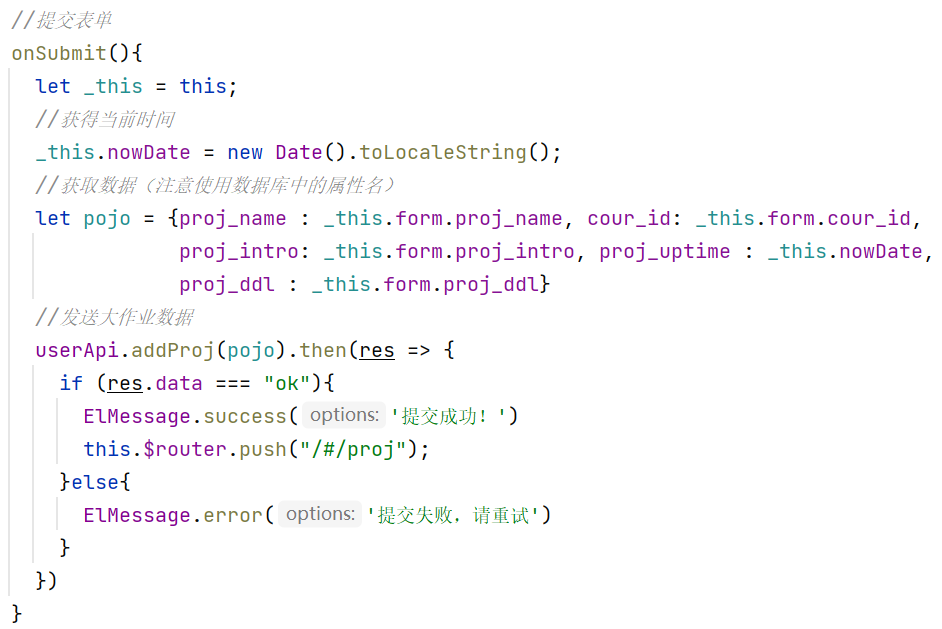 //提交表单
onSubmit(){
  let _this = this;
  //获得当前时间
  _this.nowDate = new Date().toLocaleString();
  //获取数据（注意使用数据库中的属性名）
  let pojo = {proj_name : _this.form.proj_name, cour_id: _this.form.cour_id,
              proj_intro: _this.form.proj_intro, proj_uptime : _this.nowDate,
              proj_ddl : _this.form.proj_ddl}
  //发送大作业数据
  userApi.addProj(pojo).then(res => {
    if (res.data === "ok"){
      ElMessage.success( options: '提交成功！')
      this.$router.push("/#/proj");
    }else{
      ElMessage.error( options: '提交失败，请重试')
    }
  })
}